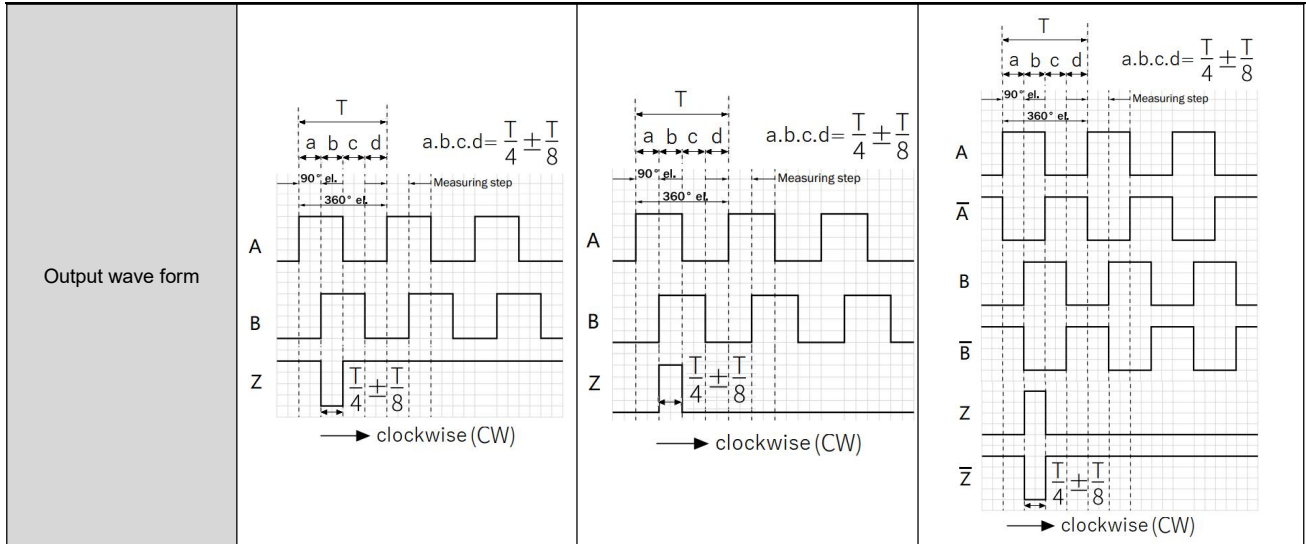 Output wave form
T
a b c d
a.b.c.d= T/4 ± T/8
90° el.
Measuring step
360° el.
A
B
Z
T/4 ± T/8
clockwise (CW)
T
a b c d
a.b.c.d= T/4 ± T/8
90° el.
Measuring step
360° el.
A
B
Z
T/4 ± T/8
clockwise (CW)
T
a b c d
a.b.c.d= T/4 ± T/8
90° el.
Measuring step
360° el.
A
A̅
B
B̅
Z
Z̅
T/4 ± T/8
clockwise (CW)